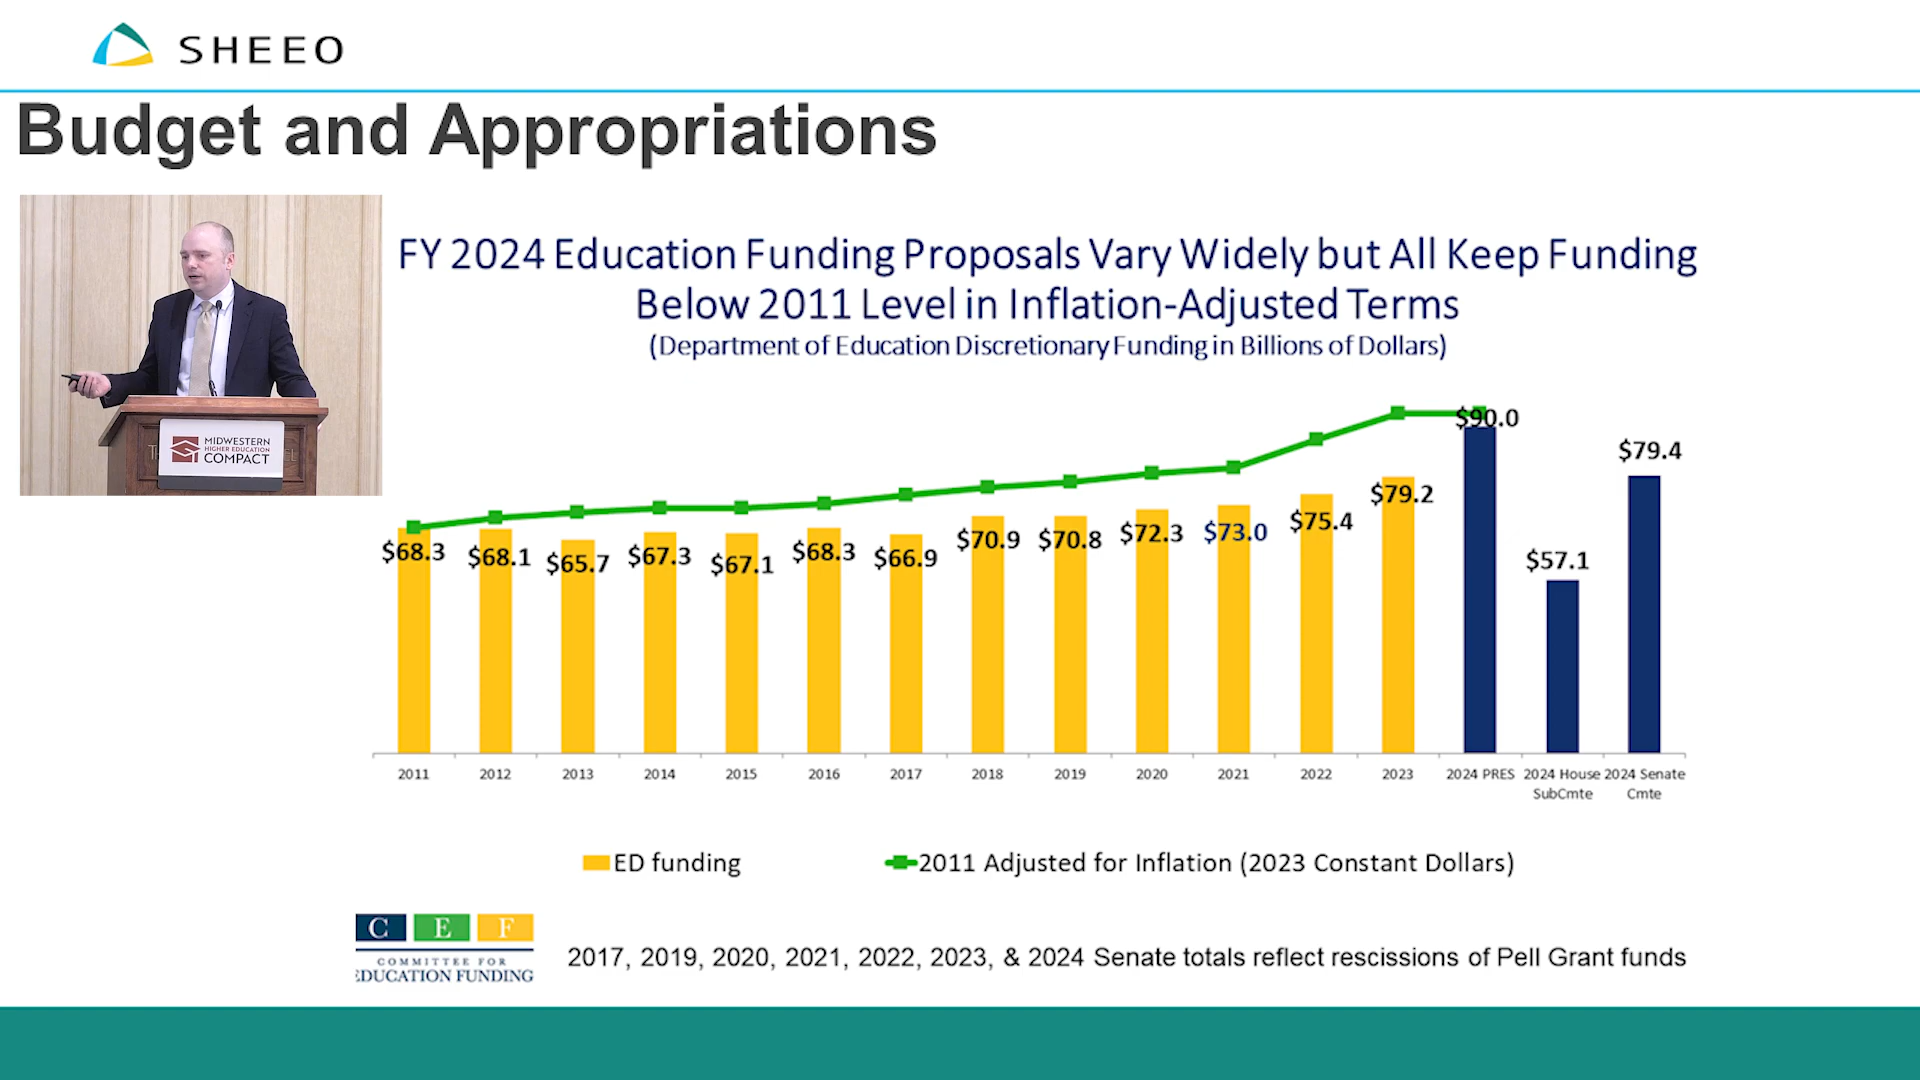 SHEEO
Budget and Appropriations
MIDWESTERN
HIGHER EDUCATION
COMPACT
FY 2024 Education Funding Proposals Vary Widely but All Keep Funding
Below 2011 Level in Inflation-Adjusted Terms
(Department of Education Discretionary Funding in Billions of Dollars)
$68.3 $68.1 $65.7 $67.3 $67.1 $68.3 $66.9 $70.9 $70.8 $72.3 $73.0 $75.4 $79.2 $90.0 $57.1 $79.4
2011 2012 2013 2014 2015 2016 2017 2018 2019 2020 2021 2022 2023 2024 PRES 2024 House 2024 Senate
SubCmte Cmte
ED funding 2011 Adjusted for Inflation (2023 Constant Dollars)
C E F
COMMITTEE FOR
EDUCATION FUNDING
2017, 2019, 2020, 2021, 2022, 2023, & 2024 Senate totals reflect rescissions of Pell Grant funds